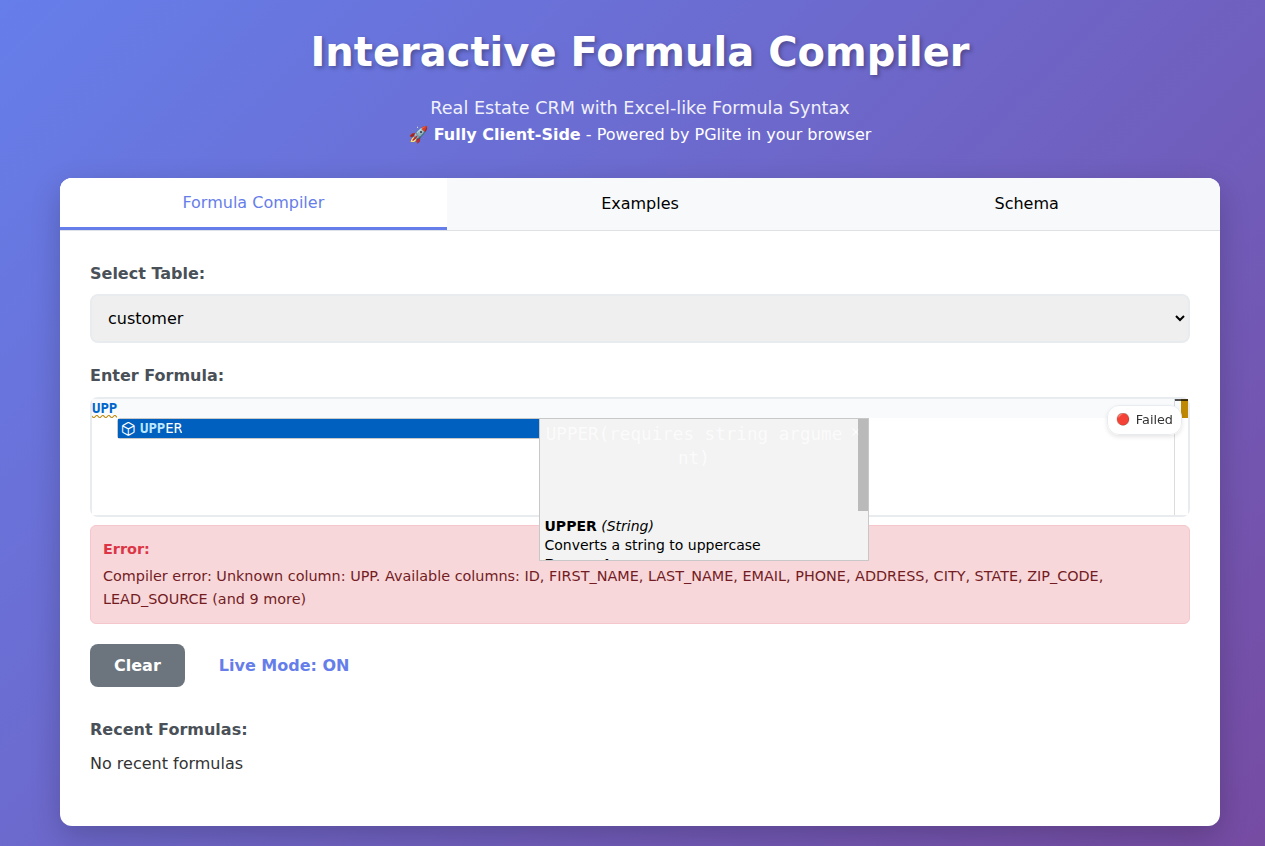 Interactive Formula Compiler
Real Estate CRM with Excel-like Formula Syntax
🚀 Fully Client-Side - Powered by PGlite in your browser
Formula Compiler
Examples
Schema
Select Table:
customer
Enter Formula:
UPP
🔴 Failed
UPPER
UPPER(requires string argume
nt)
UPPER (String)
Converts a string to uppercase
Error:
Compiler error: Unknown column: UPP. Available columns: ID, FIRST_NAME, LAST_NAME, EMAIL, PHONE, ADDRESS, CITY, STATE, ZIP_CODE,
LEAD_SOURCE (and 9 more)
Clear
Live Mode: ON
Recent Formulas:
No recent formulas